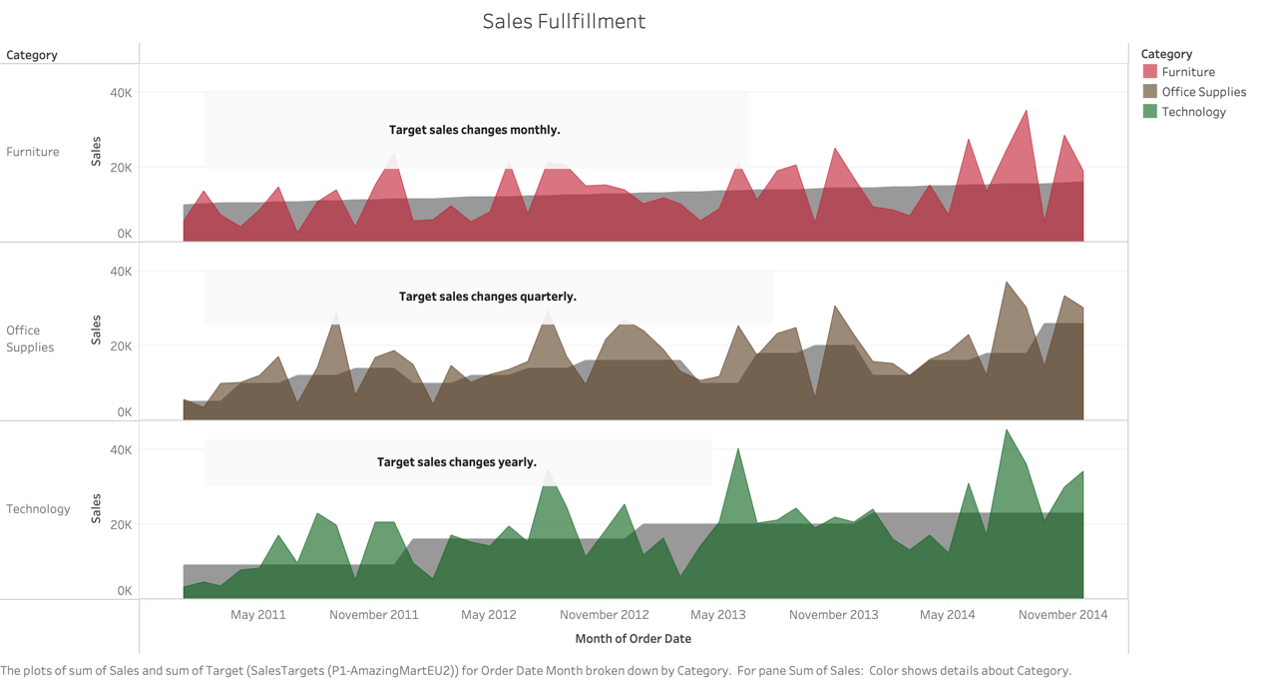 Sales Fullfillment
Category
Furniture
Sales
40K
20K
0K
Target sales changes monthly.
Office
Supplies
Sales
40K
20K
0K
Target sales changes quarterly.
Technology
Sales
40K
20K
0K
Target sales changes yearly.
May 2011 November 2011 May 2012 November 2012 May 2013 November 2013 May 2014 November 2014
Month of Order Date
Category
Furniture
Office Supplies
Technology
The plots of sum of Sales and sum of Target (SalesTargets (P1-AmazingMartEU2)) for Order Date Month broken down by Category. For pane Sum of Sales: Color shows details about Category.